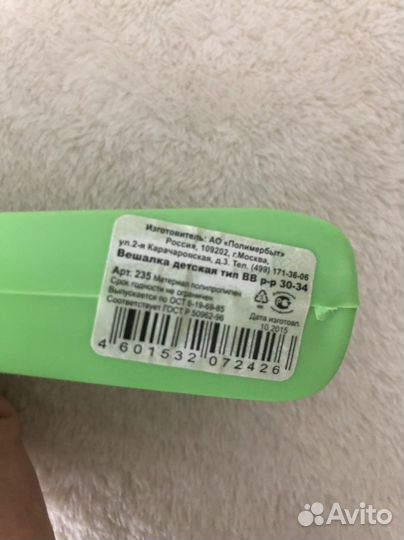 Изготовитель: АО «Полимербыт»
Россия, 109202, г.Москва,
ул.2-я Карачаровская, д.3. Тел. (499) 171-36-06
Вешалка детская тип ВВ р-р 30-34
Арт. 235 Материал полипропилен
Срок годности не ограничен
Выпускается по ОСТ 6-19-69-85
Соответствует ГОСТ Р 50962-96
Дата изготовл.
10.2015
4 601532 072426
Avito